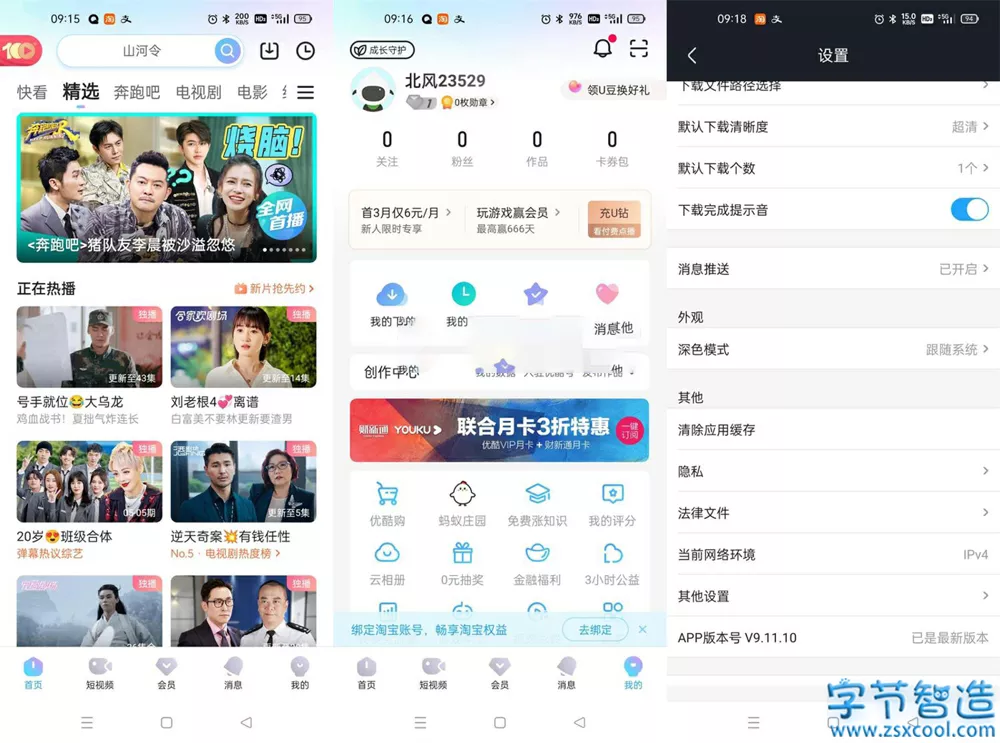 09:15
200 KB/S
HD
5G
95
100
山河令
快看 精选 奔跑吧 电视剧 电影
烧脑!
全网首播
<奔跑吧>猪队友李晨被沙溢忽悠
正在热播
新片抢先约 >
独播
独播
更新至43集
更新至14集
号手就位😂大乌龙
刘老根4💞离谱
鸡血战书！夏拙气炸连长
白富美不要林更新要渣男
独播
独播
05-05期
更新至5集
20岁😍班级合体
逆天奇案💥有钱任性
弹幕热议综艺
No.5 · 电视剧热度榜 >
独播
独播
首页 短视频 会员 消息 我的
09:16
976 KB/S
HD
5G
95
成长守护
北风23529
1 0枚勋章 >
领U豆换好礼
0 0 0 0
关注 粉丝 作品 卡券包
首3月仅6元/月 >
玩游戏赢会员 >
充U钻
新人限时专享
最高赢666天
看付费点播
创作中心
财新通 YOUKU
联合月卡3折特惠
一键订阅
优酷VIP月卡+财新通月卡
优酷购 蚂蚁庄园 免费涨知识 我的评分
云相册 0元抽奖 金融福利 3小时公益
绑定淘宝账号，畅享淘宝权益
去绑定
首页 短视频 会员 消息 我的
09:18
15.0 KB/S
HD
5G
94
设置
下载文件路径选择
默认下载清晰度 超清 >
默认下载个数 1个 >
下载完成提示音
消息推送 已开启 >
外观
深色模式 跟随系统 >
其他
清除应用缓存
隐私
法律文件
当前网络环境 IPv4
其他设置
APP版本号 V9.11.10 已是最新版本
字节智造
www.zsxcool.com